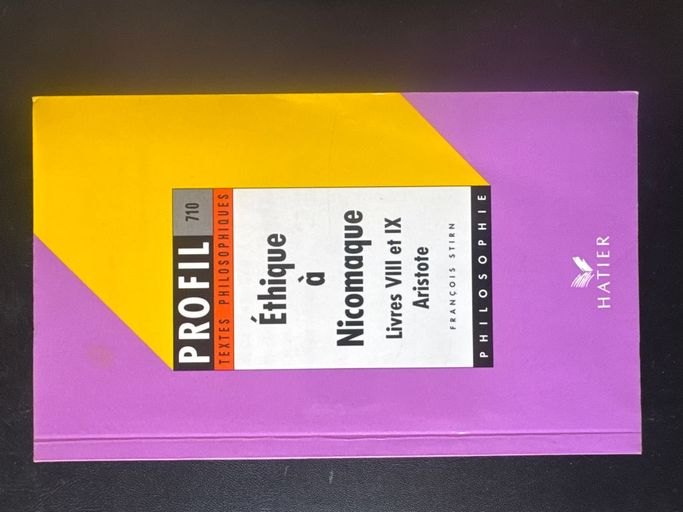 PROFIL 710
TEXTES PHILOSOPHIQUES
Éthique
à
Nicomaque
Livres VIII et IX
Aristote
FRANÇOIS STIRN
PHILOSOPHIE
HATIER